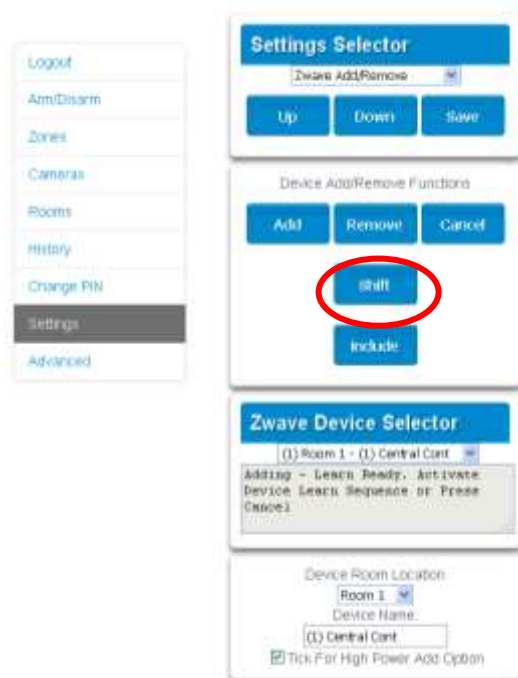 Logout
Arm/Disarm
Zones
Cameras
Rooms
History
Change PIN
Settings
Advanced
Settings Selector
Zwave Add/Remove
Up Down Save
Device Add/Remove Functions
Add Remove Cancel
Shift
Include
Zwave Device Selector
(1) Room 1 - (1) Central Cont
Adding - Learn Ready. Activate
Device Learn Sequence or Press
Cancel
Device Room Location
Room 1
Device Name:
(1) Central Cont
Tick For High Power Add Option